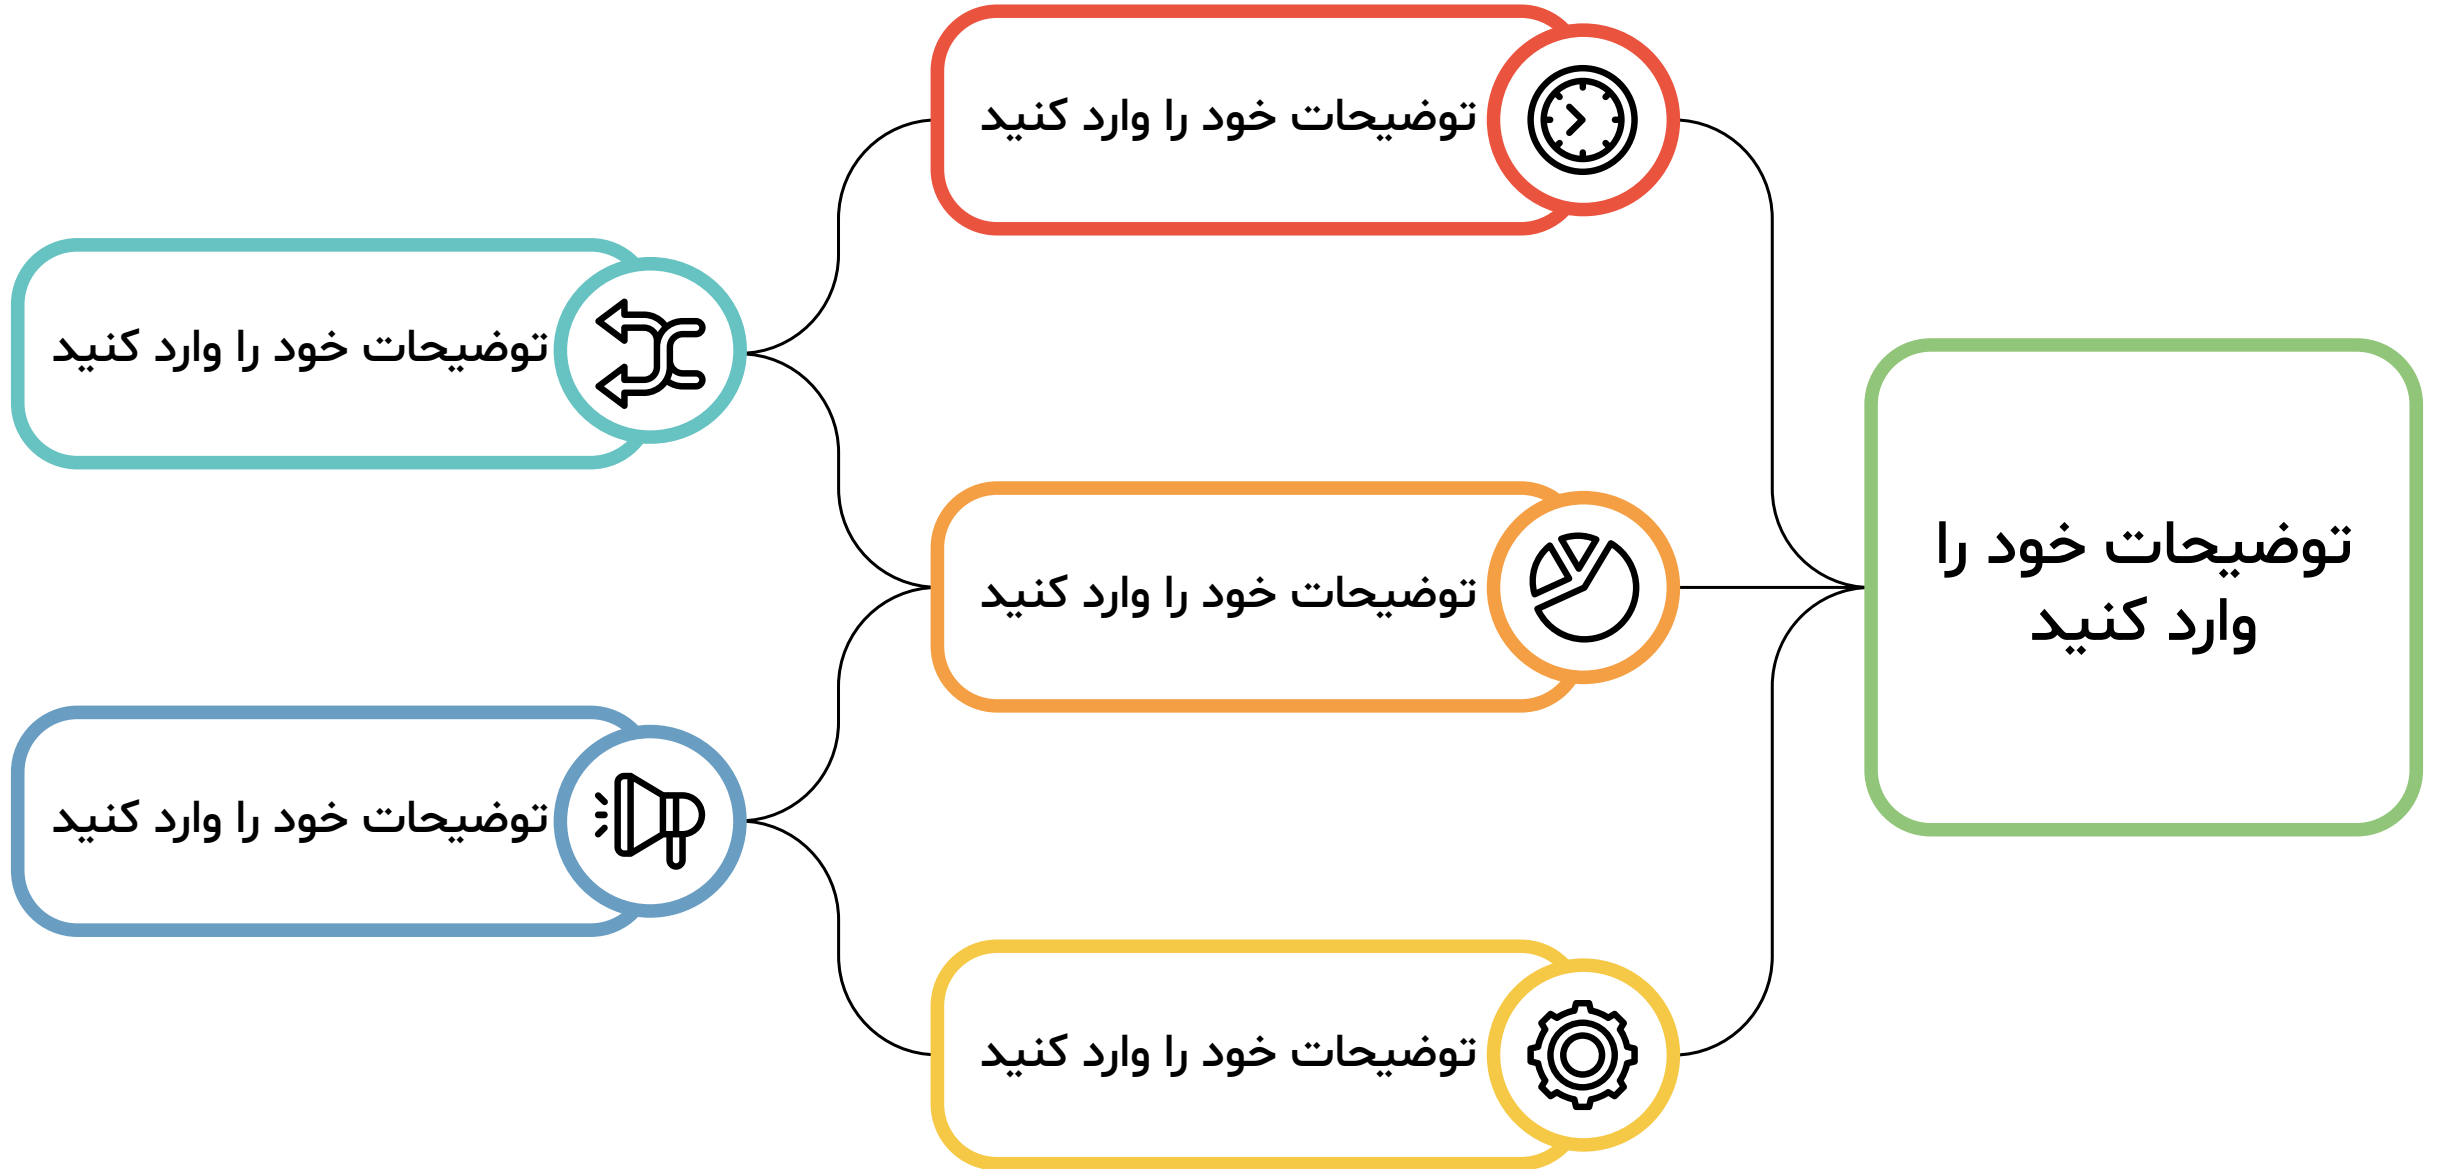 توضیحات خود را
وارد کنید
توضیحات خود را وارد کنید
توضیحات خود را وارد کنید
توضیحات خود را وارد کنید
توضیحات خود را وارد کنید
توضیحات خود را وارد کنید